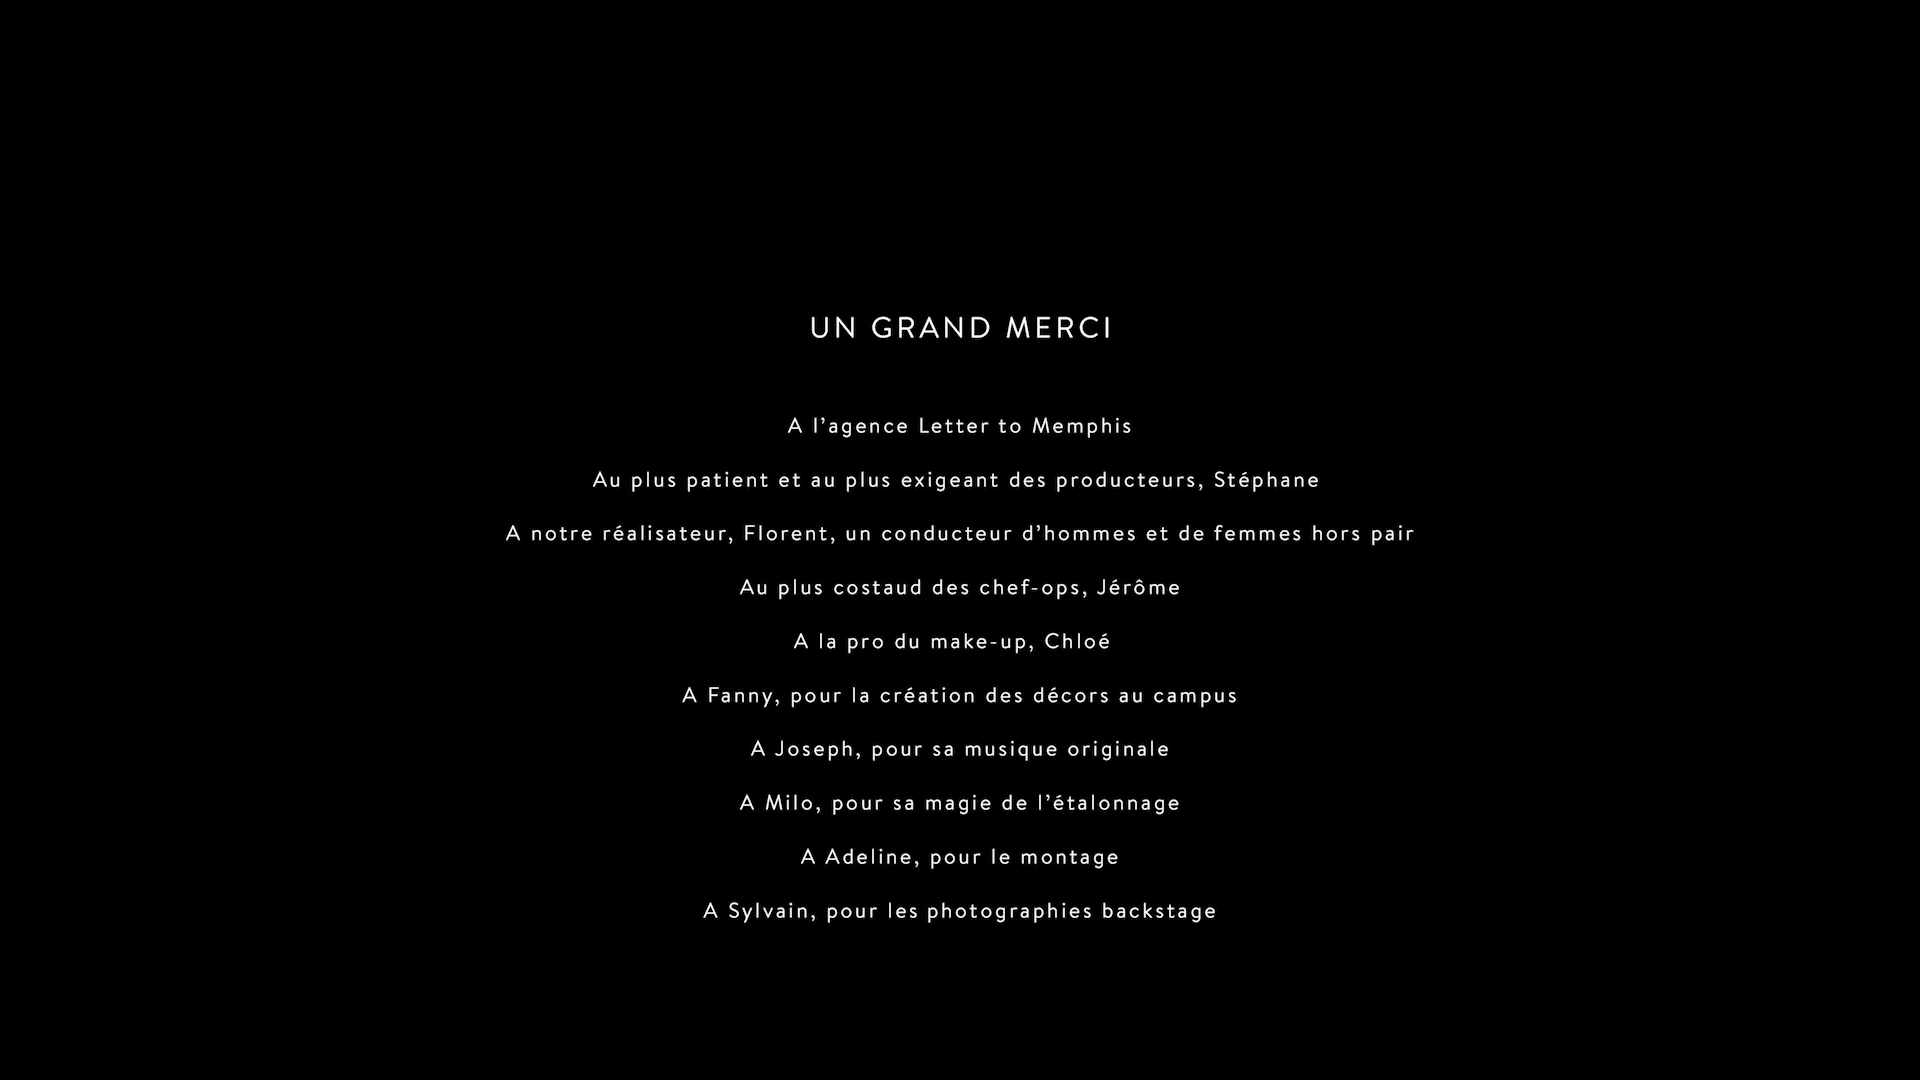 UN GRAND MERCI
A l’agence Letter to Memphis
Au plus patient et au plus exigeant des producteurs, Stéphane
A notre réalisateur, Florent, un conducteur d’hommes et de femmes hors pair
Au plus costaud des chef-ops, Jérôme
A la pro du make-up, Chloé
A Fanny, pour la création des décors au campus
A Joseph, pour sa musique originale
A Milo, pour sa magie de l’étalonnage
A Adeline, pour le montage
A Sylvain, pour les photographies backstage